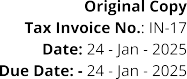 Original Copy
Tax Invoice No.: IN-17
Date: 24 - Jan - 2025
Due Date: - 24 - Jan - 2025